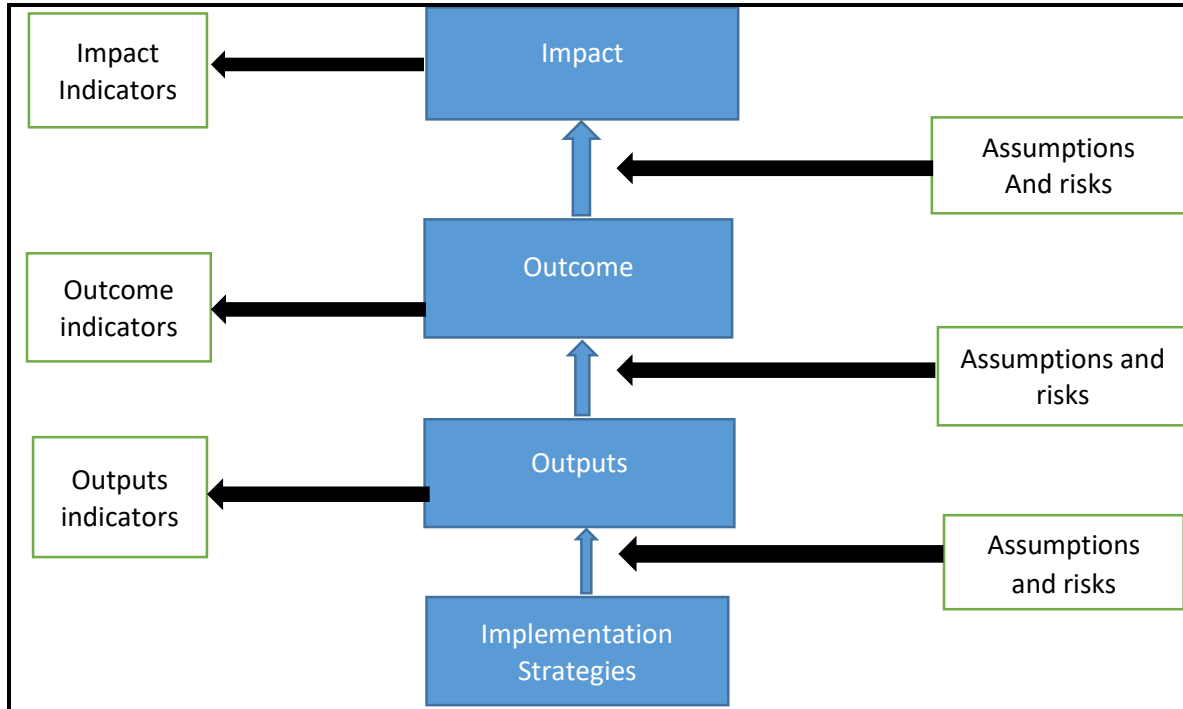 Impact
Indicators
Impact
Assumptions
And risks
Outcome
indicators
Outcome
Assumptions and
risks
Outputs
indicators
Outputs
Assumptions
and risks
Implementation
Strategies